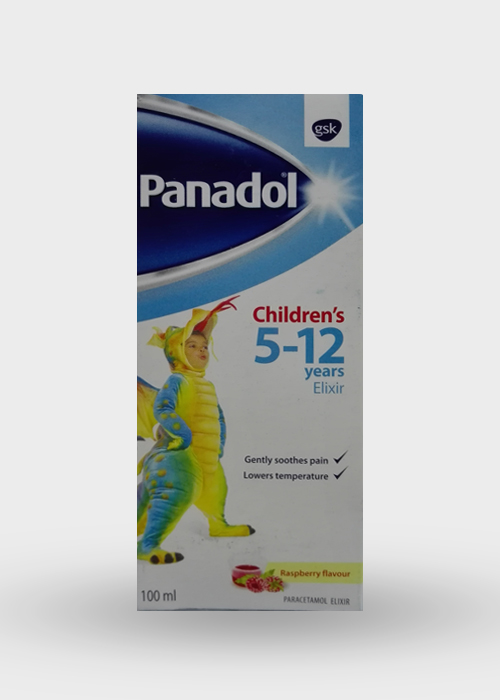 gsk
Panadol
Children's
5-12
years
Elixir
Gently soothes pain
Lowers temperature
Raspberry flavour
100 ml
PARACETAMOL ELIXIR